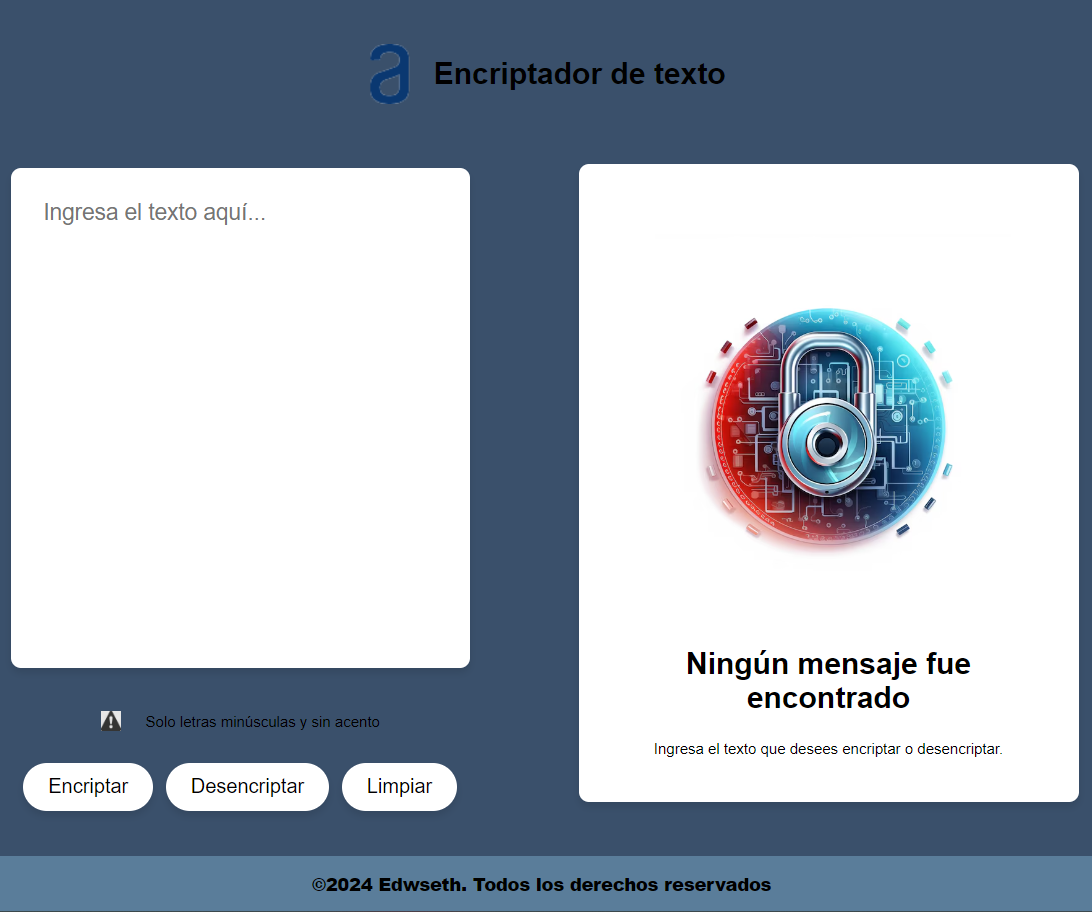 a Encriptador de texto
Ingresa el texto aquí...
Solo letras minúsculas y sin acento
Encriptar Desencriptar Limpiar
Ningún mensaje fue
encontrado
Ingresa el texto que desees encriptar o desencriptar.
©2024 Edwseth. Todos los derechos reservados